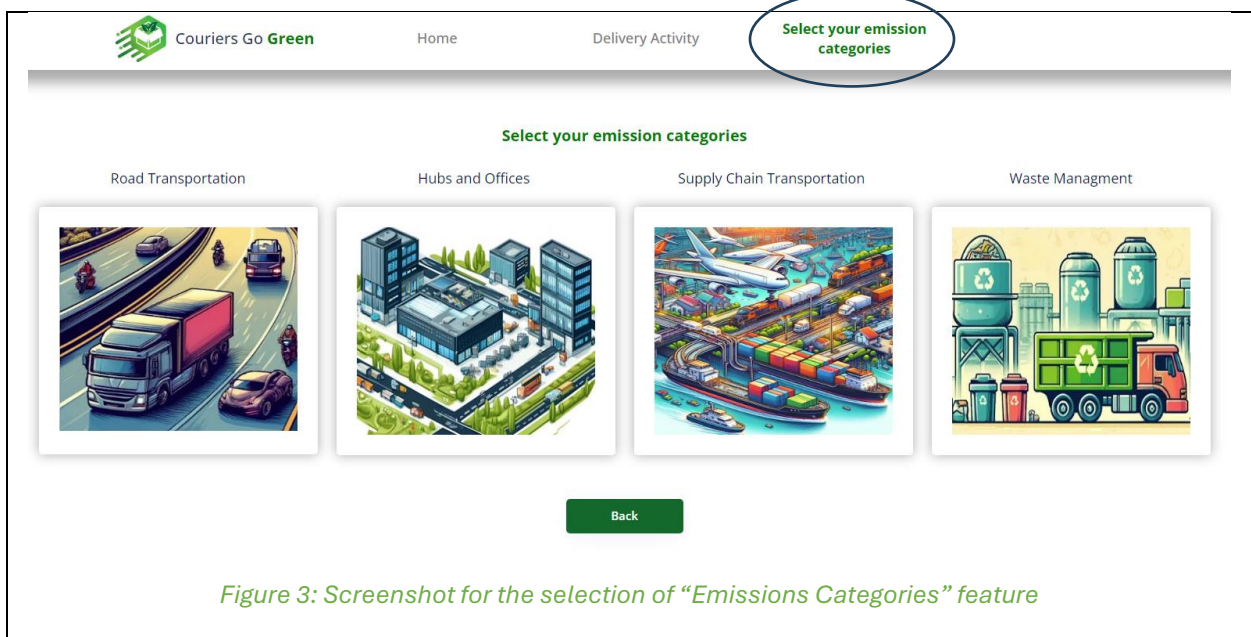 Couriers Go Green
Home
Delivery Activity
Select your emission
categories
Select your emission categories
Road Transportation
Hubs and Offices
Supply Chain Transportation
Waste Managment
Back
Figure 3: Screenshot for the selection of “Emissions Categories” feature